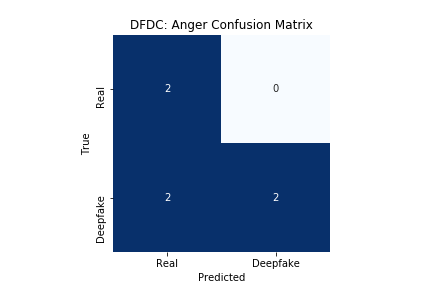 DFDC: Anger Confusion Matrix
Real
2
0
True
Deepfake
2
2
Real
Deepfake
Predicted